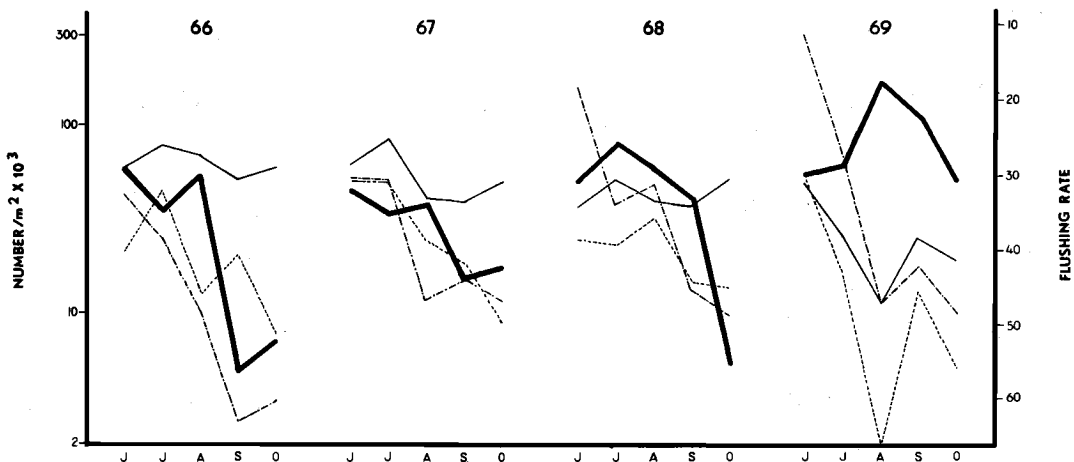 66 67 68 69
300
100
10
2
NUMBER/m² X 10³
10
20
30
40
50
60
FLUSHING RATE
J J A S O J J A S O J J A S O J J A S O